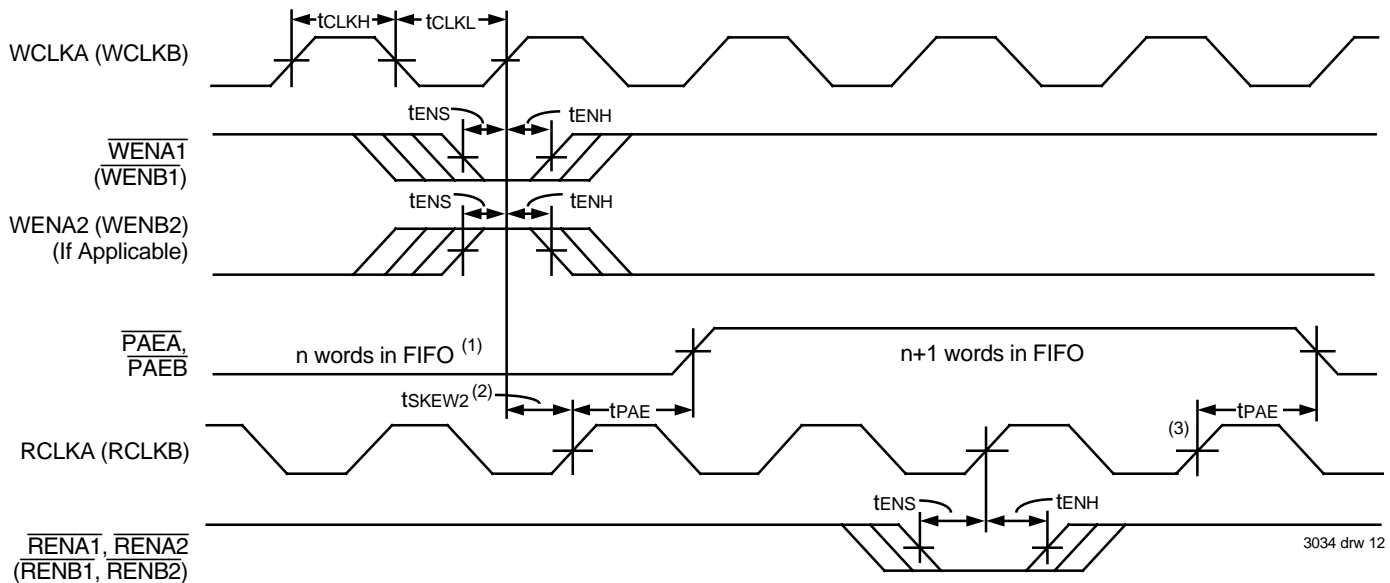 tCLKH
tCLKL
WCLKA (WCLKB)
tENS
tENH
WENA1
(WENB1)
tENS
tENH
WENA2 (WENB2)
(If Applicable)
PAEA,
PAEB
n words in FIFO (1)
n+1 words in FIFO
tSKEW2 (2)
tPAE
(3)
tPAE
RCLKA (RCLKB)
tENS
tENH
RENA1, RENA2
(RENB1, RENB2)
3034 drw 12